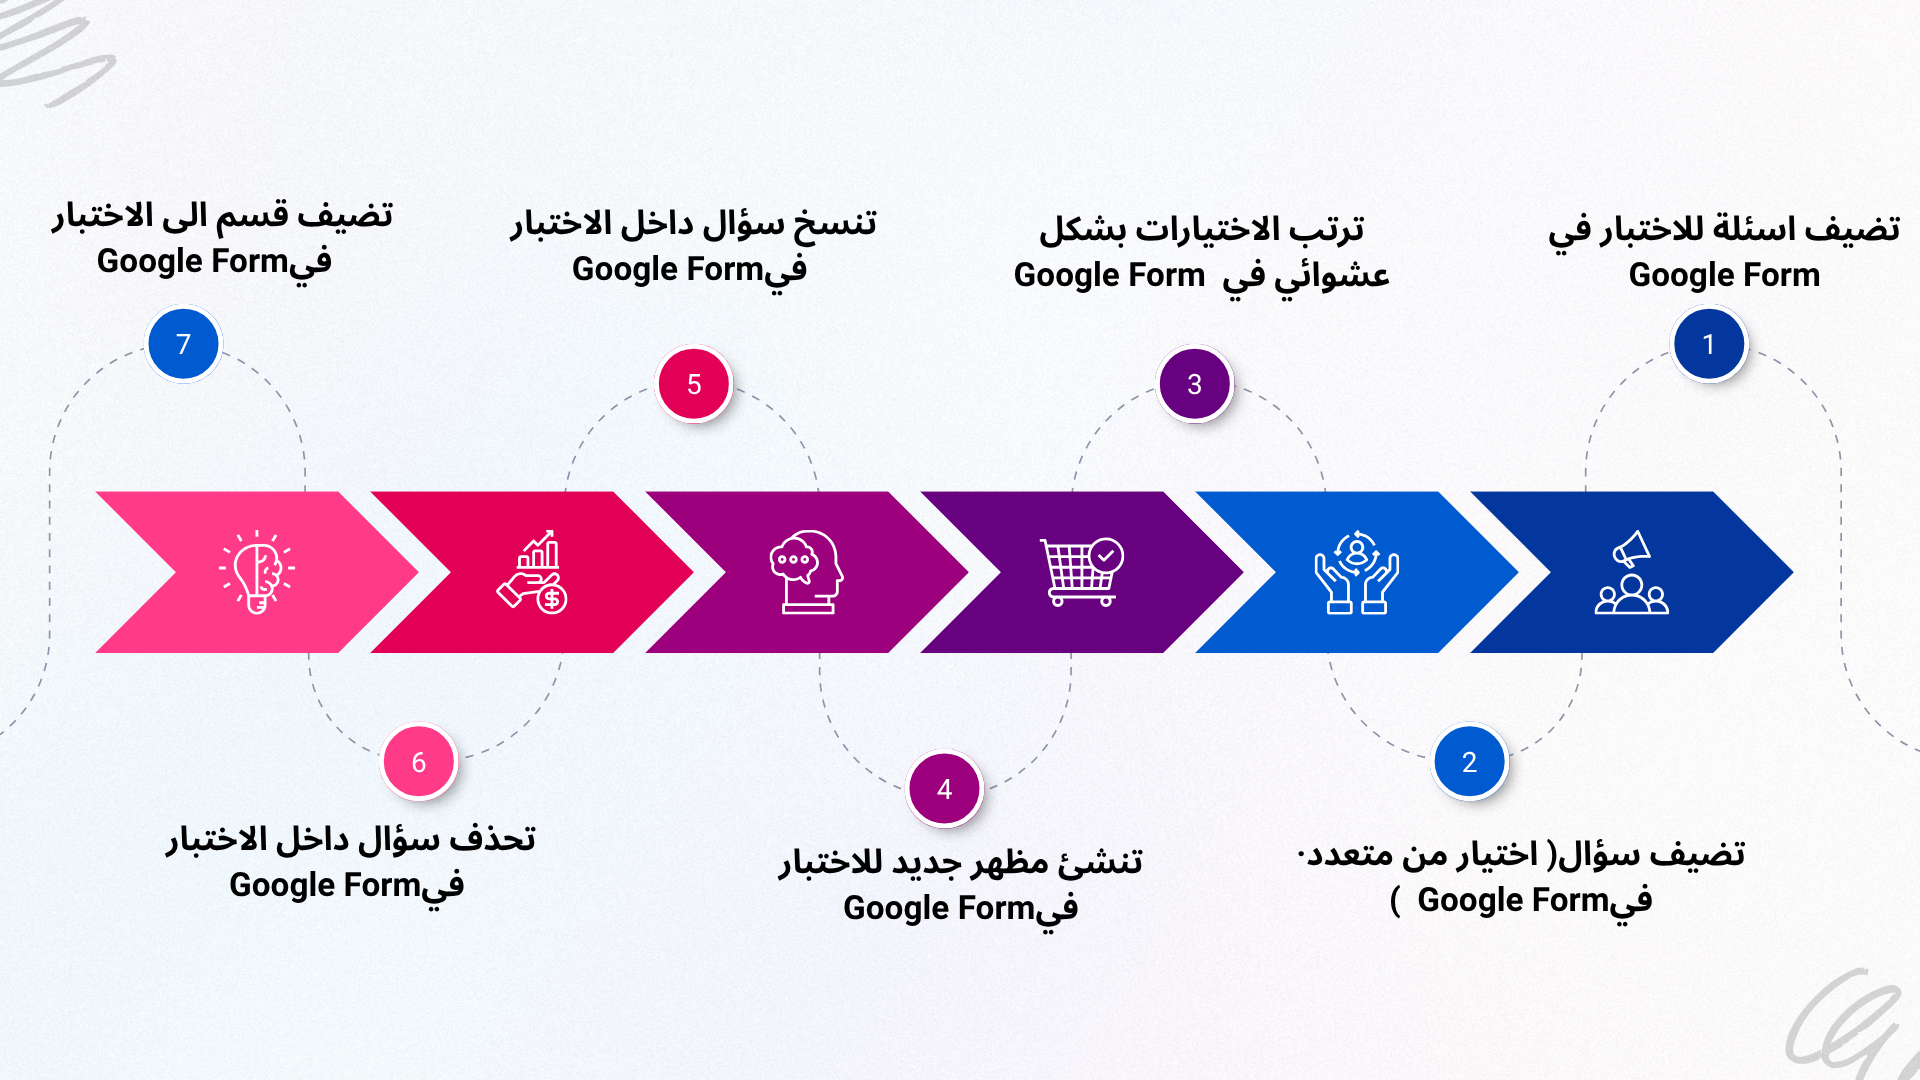 تضيف اسئلة للاختبار في
Google Form
1
2
تضيف سؤال( اختيار من متعدد.
فيGoogle Form  )
ترتب الاختيارات بشكل
عشوائي في  Google Form
3
4
تنشئ مظهر جديد للاختبار
فيGoogle Form
تنسخ سؤال داخل الاختبار
فيGoogle Form
5
6
تحذف سؤال داخل الاختبار
فيGoogle Form
تضيف قسم الى الاختبار
فيGoogle Form
7